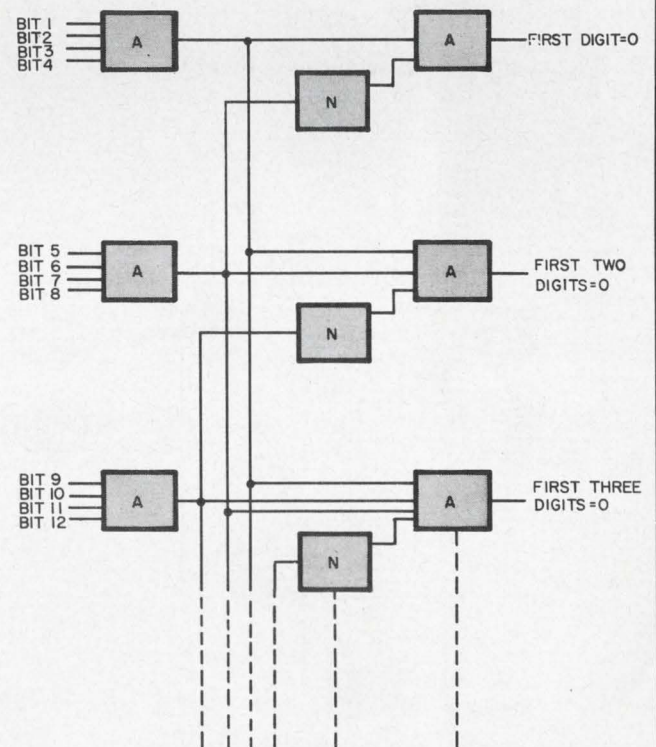 BIT 1
BIT2
BIT3
BIT4
A
A
FIRST DIGIT=0
N
BIT 5
BIT 6
BIT 7
BIT 8
A
A
FIRST TWO
DIGITS=0
N
BIT 9
BIT 10
BIT 11
BIT 12
A
A
FIRST THREE
DIGITS=0
N